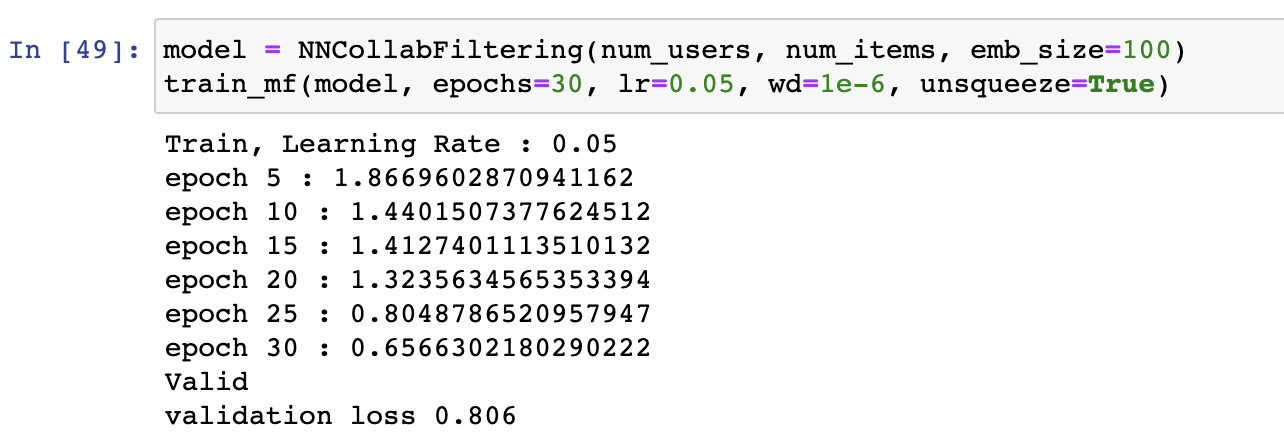 In [49]: model = NNCollabFiltering(num_users, num_items, emb_size=100)
train_mf(model, epochs=30, lr=0.05, wd=1e-6, unsqueeze=True)
Train, Learning Rate : 0.05
epoch 5 : 1.8669602870941162
epoch 10 : 1.4401507377624512
epoch 15 : 1.4127401113510132
epoch 20 : 1.3235634565353394
epoch 25 : 0.8048786520957947
epoch 30 : 0.6566302180290222
Valid
validation loss 0.806